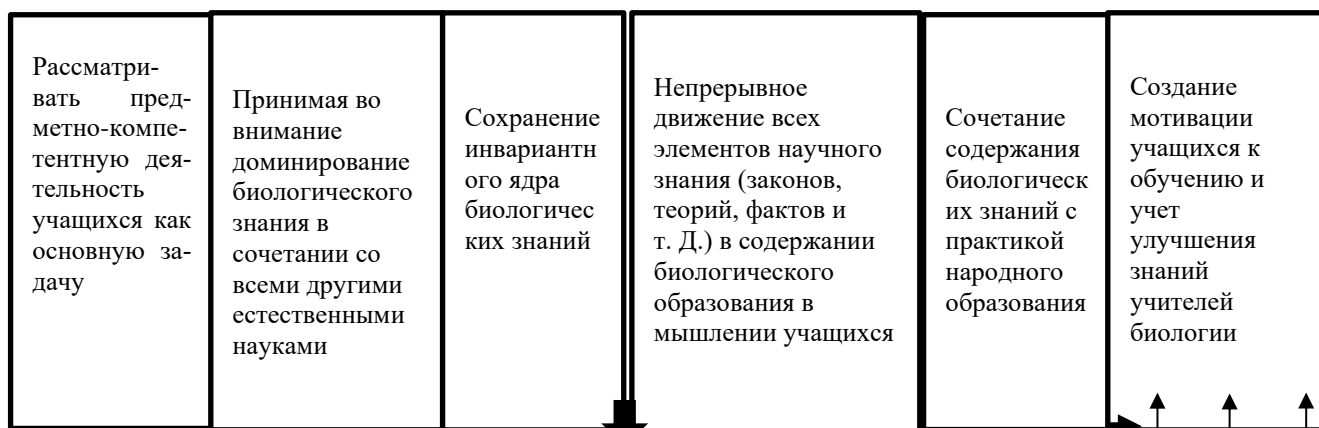 Рассматри-
вать пред-
метно-компе-
тентную дея-
тельность
учащихся как
основную за-
дачу
Принимая во
внимание
доминирование
биологического
знания в
сочетании со
всеми другими
естественными
науками
Сохранение
инвариантн
ого ядра
биологичес
ких знаний
Непрерывное
движение всех
элементов научного
знания (законов,
теорий, фактов и
т. Д.) в содержании
биологического
образования в
мышлении учащихся
Сочетание
содержания
биологическ
их знаний с
практикой
народного
образования
Создание
мотивации
учащихся к
обучению и
учет
улучшения
знаний
учителей
биологии